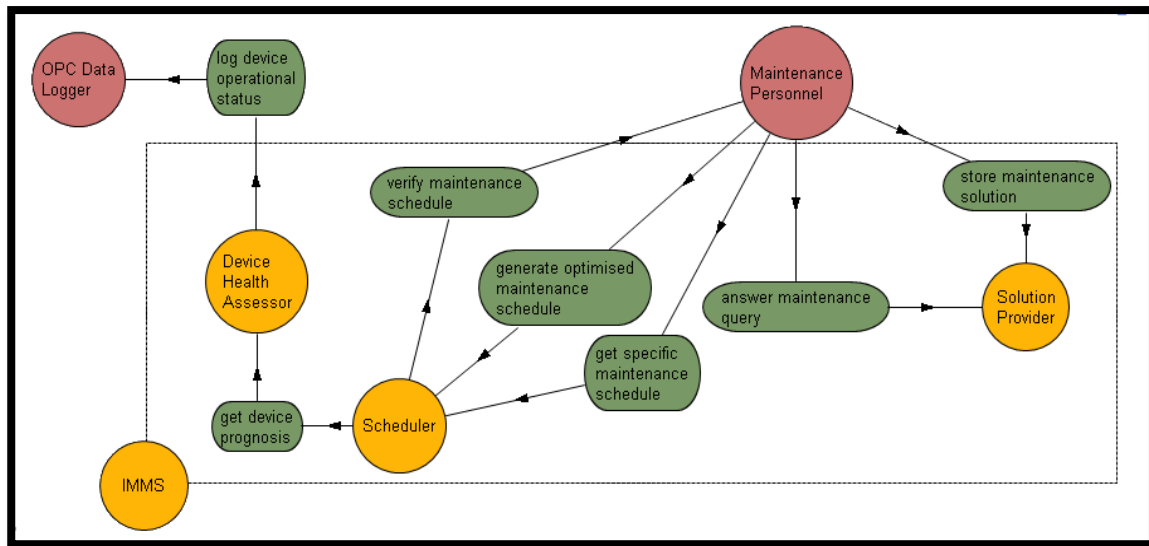 OPC Data
Logger
log device
operational
status
Maintenance
Personnel
verify maintenance
schedule
store maintenance
solution
Device
Health
Assessor
generate optimised
maintenance
schedule
answer maintenance
query
Solution
Provider
get specific
maintenance
schedule
get device
prognosis
Scheduler
IMMS